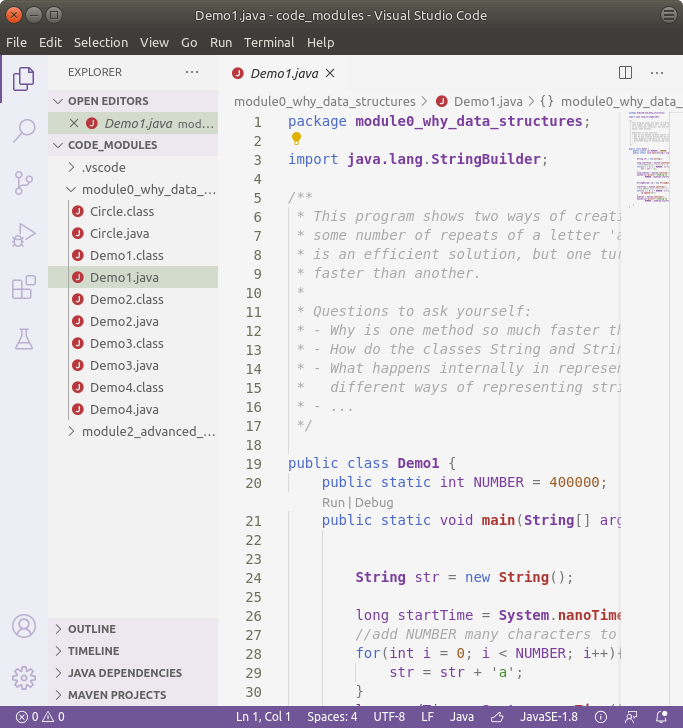 Demo1.java - code_modules - Visual Studio Code
File Edit Selection View Go Run Terminal Help
EXPLORER ...
OPEN EDITORS
Demo1.java mod...
CODE_MODULES
.vscode
module0_why_data_...
Circle.class
Circle.java
Demo1.class
Demo1.java
Demo2.class
Demo2.java
Demo3.class
Demo3.java
Demo4.class
Demo4.java
module2_advanced_...
OUTLINE
TIMELINE
JAVA DEPENDENCIES
MAVEN PROJECTS
Demo1.java
module0_why_data_structures > Demo1.java > {} module0_why_data_
1 package module0_why_data_structures;
2
3 import java.lang.StringBuilder;
4
5 /**
6 * This program shows two ways of creati
7 * some number of repeats of a letter 'a
8 * is an efficient solution, but one tur
9 * faster than another.
10 *
11 * Questions to ask yourself:
12 * - Why is one method so much faster th
13 * - How do the classes String and Strin
14 * - What happens internally in represen
15 *   different ways of representing stri
16 * - ...
17 */
18
19 public class Demo1 {
20 public static int NUMBER = 400000;
Run | Debug
21 public static void main(String[] arg
22
23
24 String str = new String();
25
26 long startTime = System.nanoTime
27 //add NUMBER many characters to
28 for(int i = 0; i < NUMBER; i++){
29 str = str + 'a';
30 }
0 0 Ln 1, Col 1 Spaces: 4 UTF-8 LF Java JavaSE-1.8